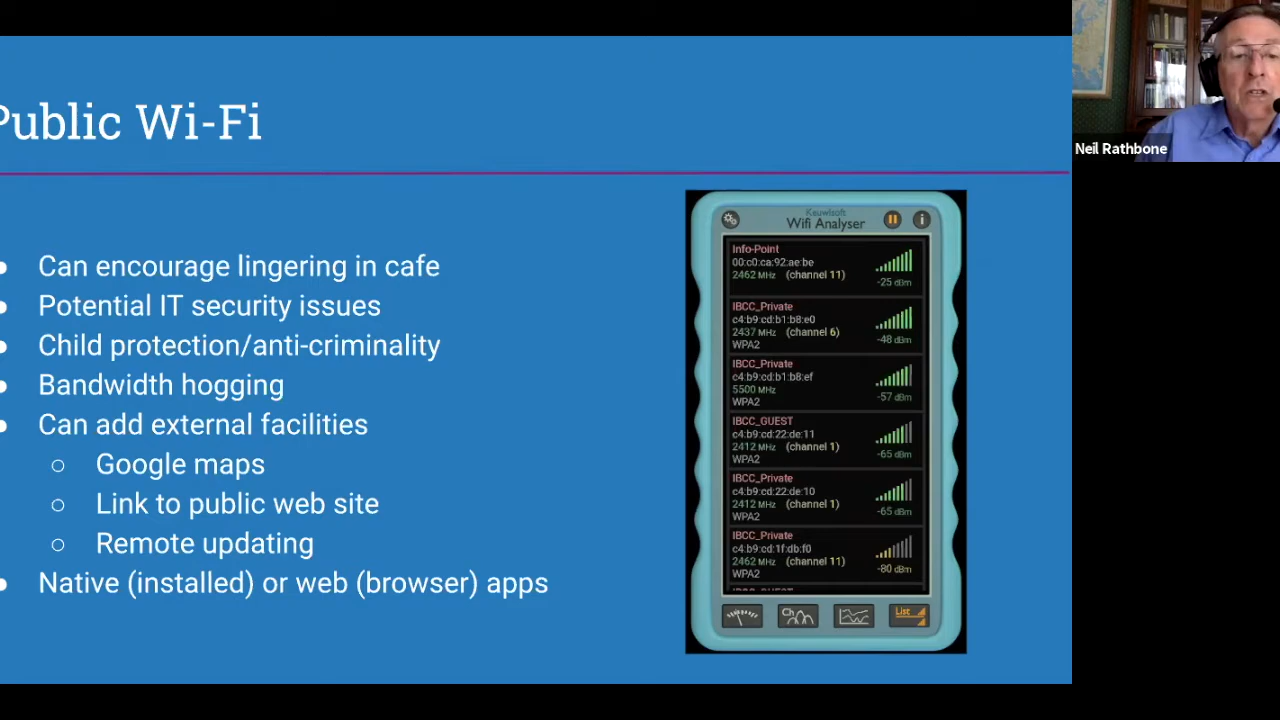 Public Wi-Fi
Neil Rathbone
Can encourage lingering in cafe
Potential IT security issues
Child protection/anti-criminality
Bandwidth hogging
Can add external facilities
Google maps
Link to public web site
Remote updating
Native (installed) or web (browser) apps
Keuwlsoft
Wifi Analyser
Info-Point
00:c0:ca:92:ae:be
2462 MHz (channel 11)
-25 dBm
IBCC_Private
c4:b9:cd:b1:b8:e0
2437 MHz (channel 6)
-48 dBm
WPA2
IBCC_Private
c4:b9:cd:b1:b8:ef
5500 MHz
-57 dBm
WPA2
IBCC_GUEST
c4:b9:cd:22:de:11
2412 MHz (channel 1)
-65 dBm
WPA2
IBCC_Private
c4:b9:cd:22:de:10
2412 MHz (channel 1)
-65 dBm
WPA2
IBCC_Private
c4:b9:cd:1f:db:f0
2462 MHz (channel 11)
-80 dBm
WPA2
Ch
List